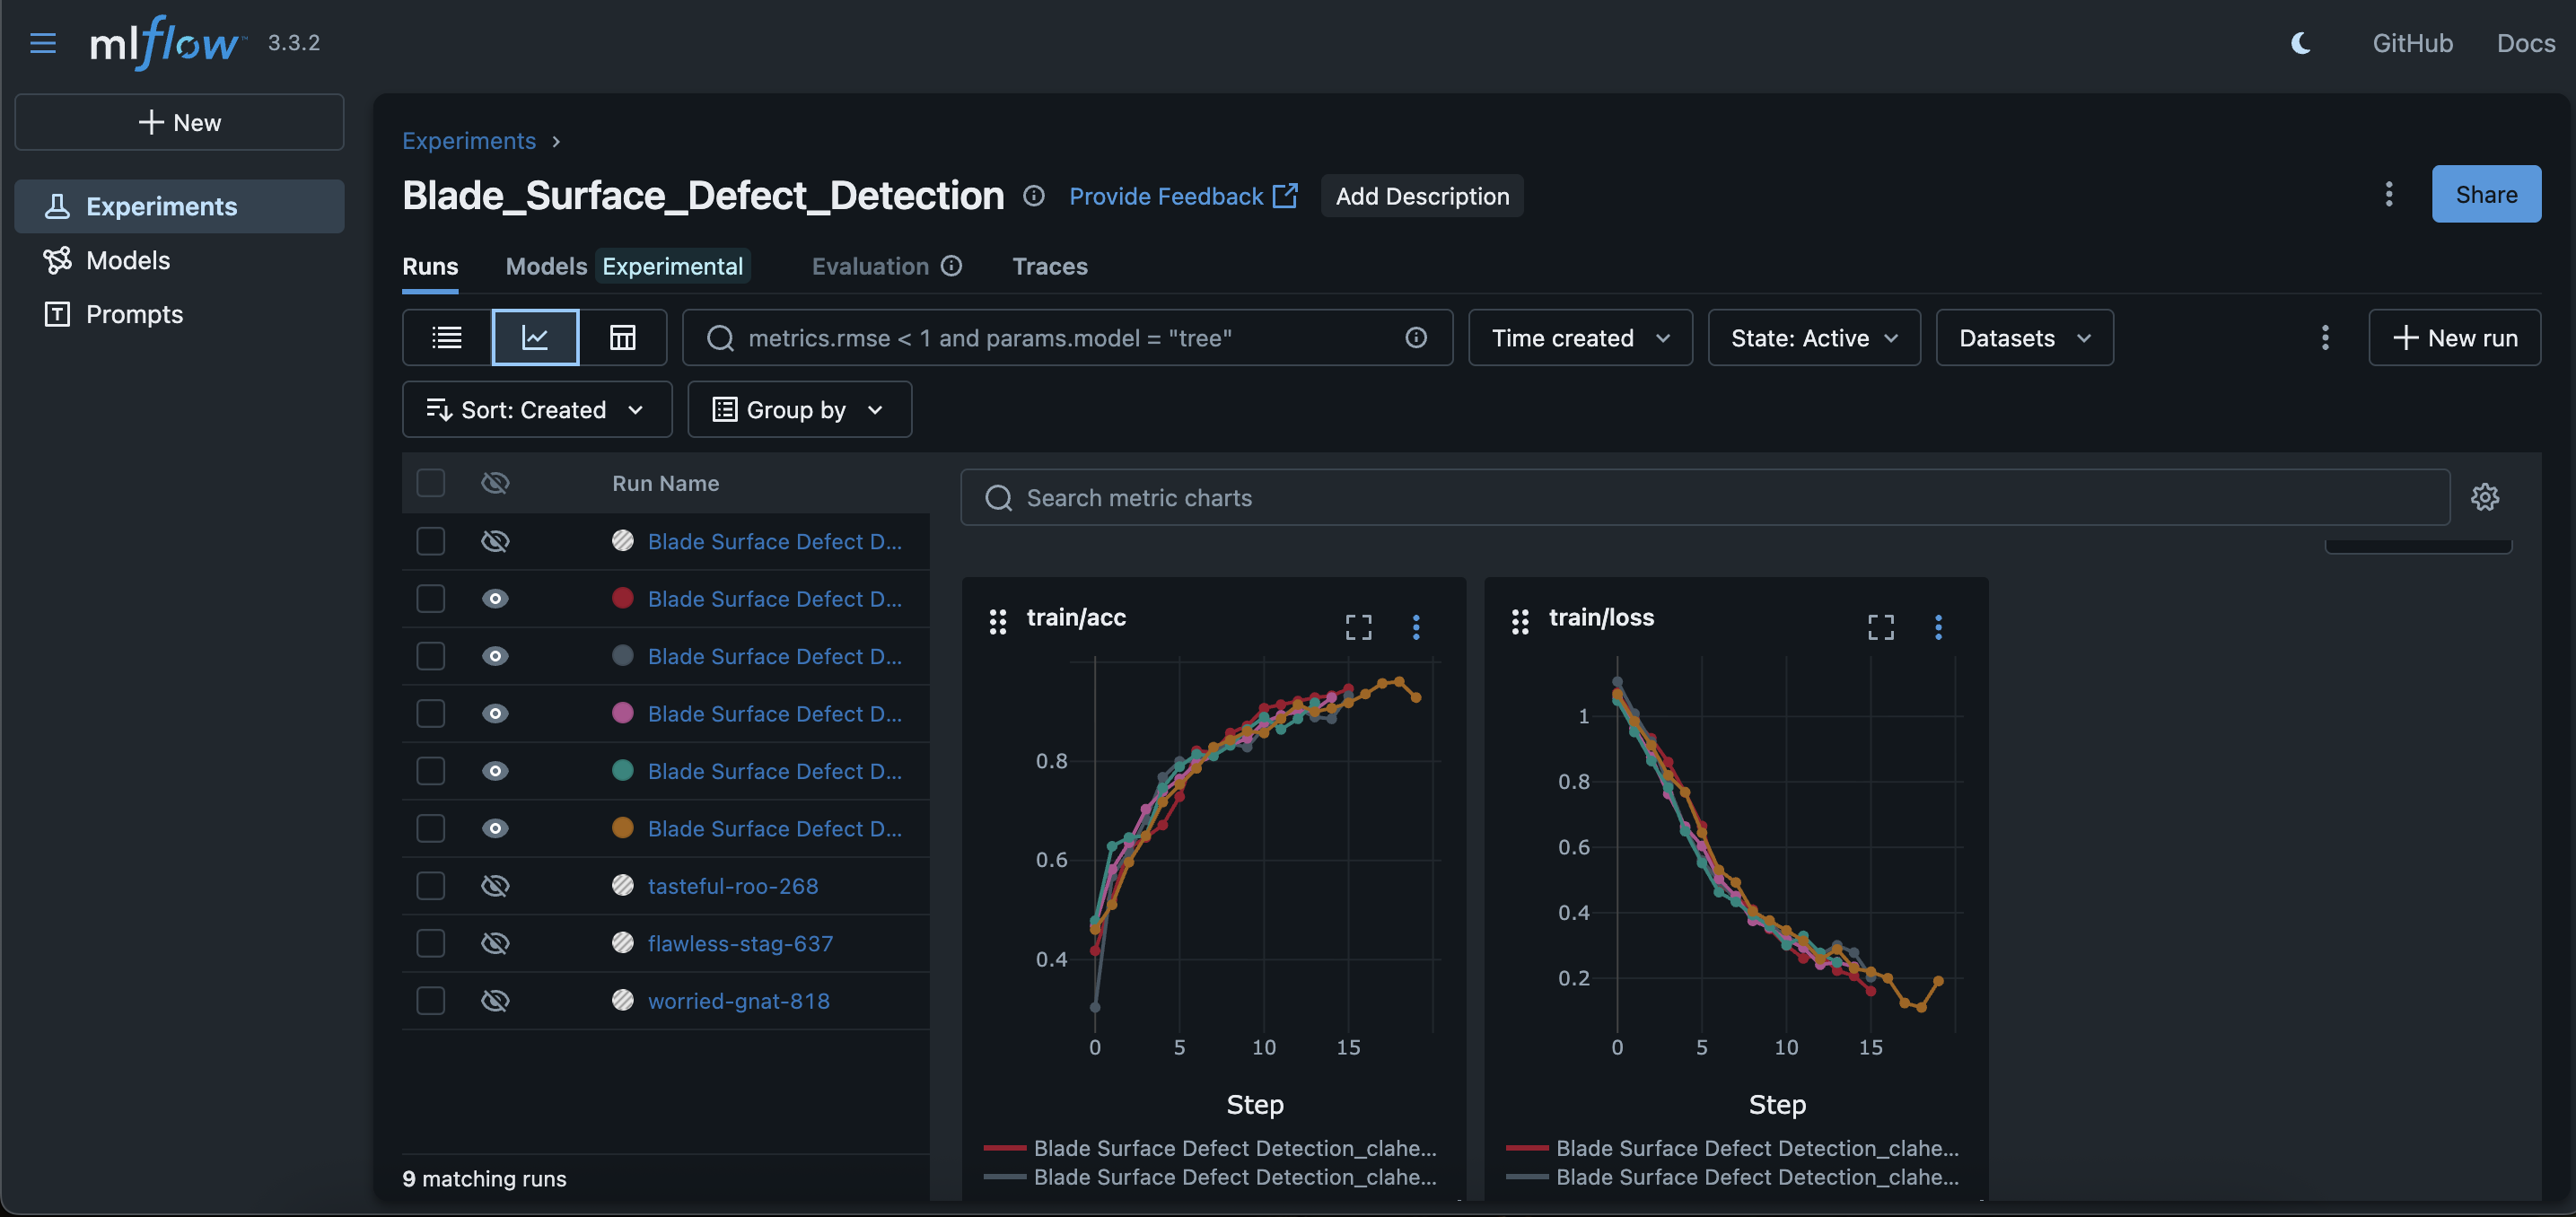 mlflow™ 3.3.2
GitHub
Docs
New
Experiments
Models
Prompts
Experiments ›
Blade_Surface_Defect_Detection
Provide Feedback
Add Description
Share
Runs
Models Experimental
Evaluation
Traces
metrics.rmse < 1 and params.model = "tree"
Time created
State: Active
Datasets
New run
Sort: Created
Group by
Run Name
Blade Surface Defect D...
Blade Surface Defect D...
Blade Surface Defect D...
Blade Surface Defect D...
Blade Surface Defect D...
Blade Surface Defect D...
tasteful-roo-268
flawless-stag-637
worried-gnat-818
9 matching runs
Search metric charts
train/acc
0.8
0.6
0.4
0 5 10 15
Step
Blade Surface Defect Detection_clahe...
Blade Surface Defect Detection_clahe...
train/loss
1
0.8
0.6
0.4
0.2
0 5 10 15
Step
Blade Surface Defect Detection_clahe...
Blade Surface Defect Detection_clahe...